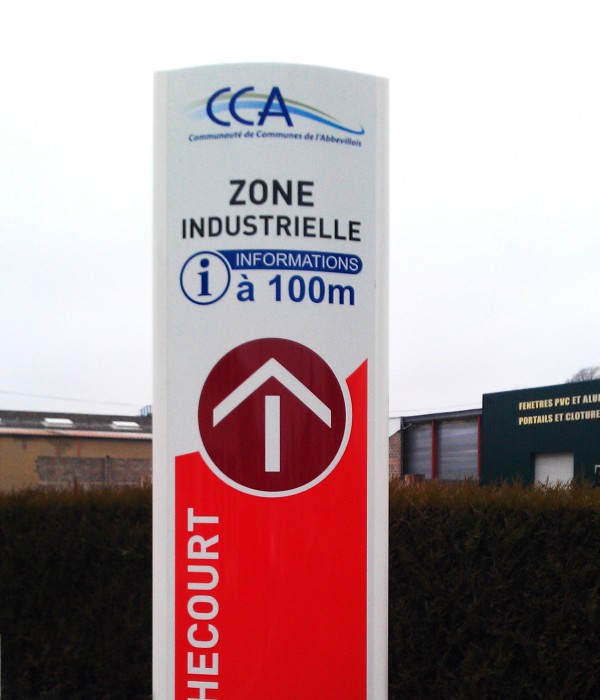 CCA
Communauté de Communes de l'Abbevillois
ZONE
INDUSTRIELLE
i INFORMATIONS
à 100m
HECOURT
FENETRES PVC ET ALU
PORTAILS ET CLOTURE